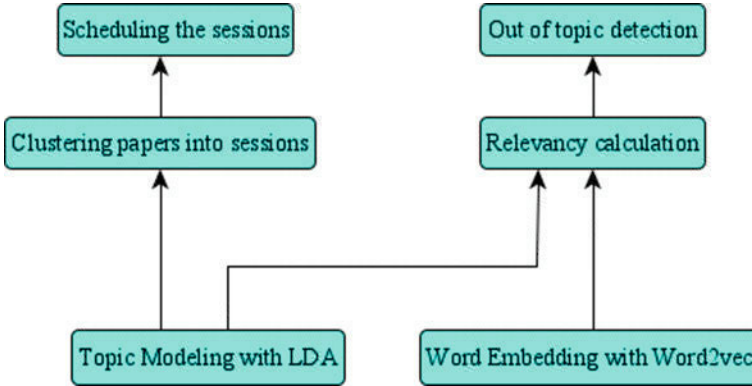 Scheduling the sessions
Out of topic detection
Clustering papers into sessions
Relevancy calculation
Topic Modeling with LDA
Word Embedding with Word2vec